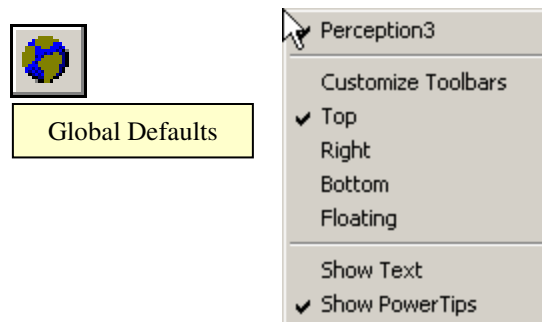 Global Defaults
Perception3
Customize Toolbars
Top
Right
Bottom
Floating
Show Text
Show PowerTips